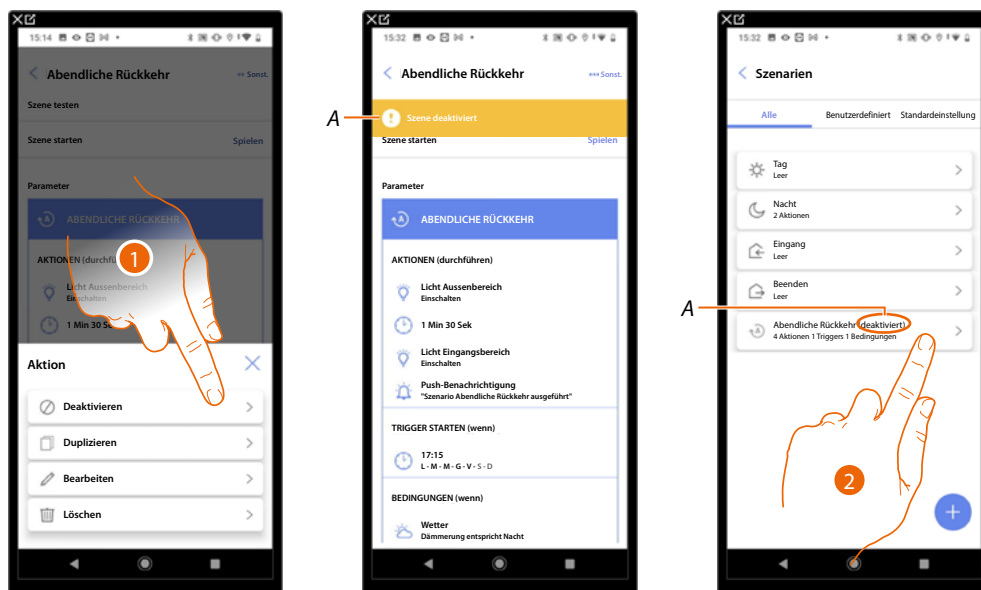 15:14
Abendliche Rückkehr
Sonst.
Szene testen
Szene starten
Spielen
Parameter
ABENDLICHE RÜCKKEHR
AKTIONEN (durchfü
1
Licht Aussenbereich
Einschalten
1 Min 30 Se
Aktion
Deaktivieren
Duplizieren
Bearbeiten
Löschen
15:32
Abendliche Rückkehr
Sonst.
A
Szene deaktiviert
Szene starten
Spielen
Parameter
ABENDLICHE RÜCKKEHR
AKTIONEN (durchführen)
Licht Aussenbereich
Einschalten
1 Min 30 Sek
Licht Eingangsbereich
Einschalten
Push-Benachrichtigung
"Szenario Abendliche Rückkehr ausgeführt"
TRIGGER STARTEN (wenn)
17:15
L - M - M - G - V - S - D
BEDINGUNGEN (wenn)
Wetter
Dämmerung entspricht Nacht
15:32
Szenarien
Alle
Benutzerdefiniert
Standardeinstellung
Tag
Leer
Nacht
2 Aktionen
Eingang
Leer
Beenden
Leer
A
Abendliche Rückkehr (deaktiviert)
4 Aktionen 1 Triggers 1 Bedingungen
2